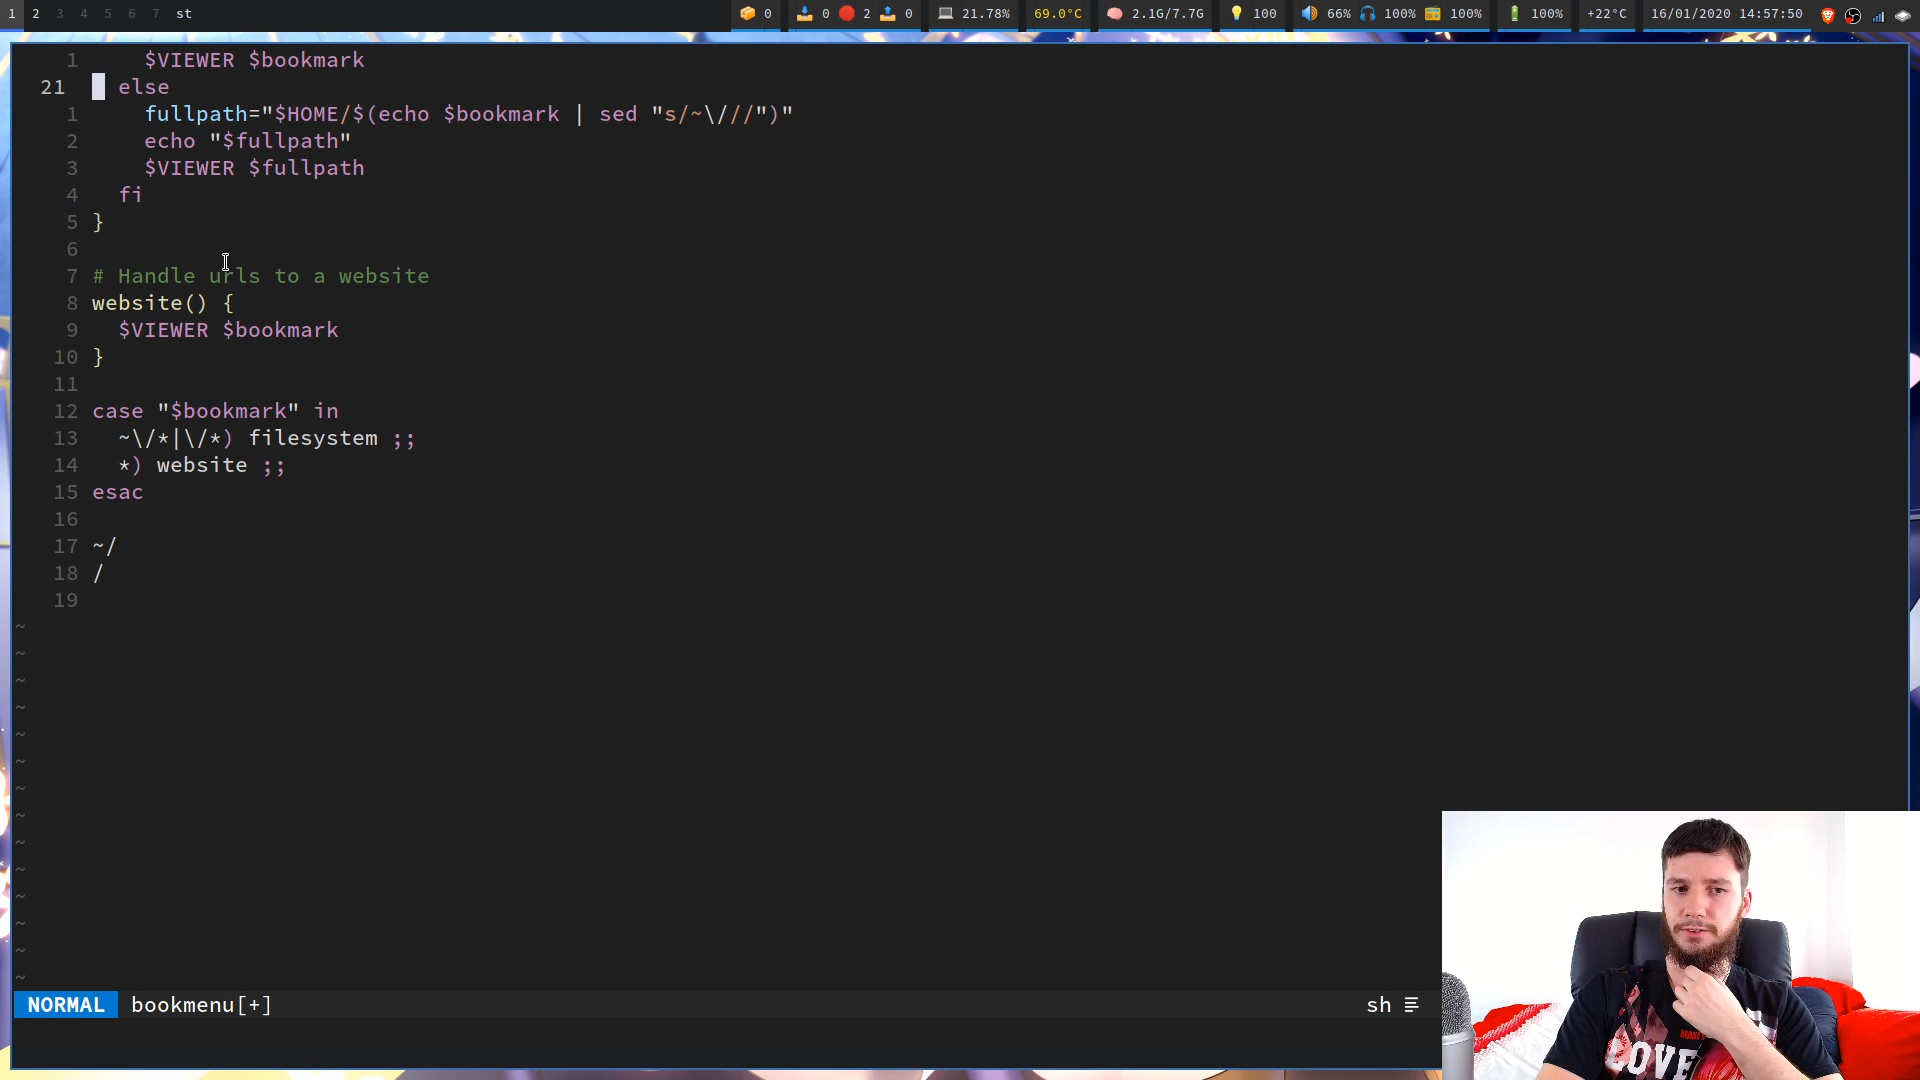 1 2 3 4 5 6 7 st 0 0 2 0 21.78% 69.0°C 2.1G/7.7G 100 66% 100% 100% 100% +22°C 16/01/2020 14:57:50
1 $VIEWER $bookmark
21 else
1 fullpath="$HOME/$(echo $bookmark | sed "s/~\///")"
2 echo "$fullpath"
3 $VIEWER $fullpath
4 fi
5 }
6
7 # Handle urls to a website
8 website() {
9 $VIEWER $bookmark
10 }
11
12 case "$bookmark" in
13 ~\/*|\/*) filesystem ;;
14 *) website ;;
15 esac
16
17 ~/
18 /
19
~
~
~
~
~
~
~
~
~
~
~
~
~
~
NORMAL bookmenu[+] sh
LOVE